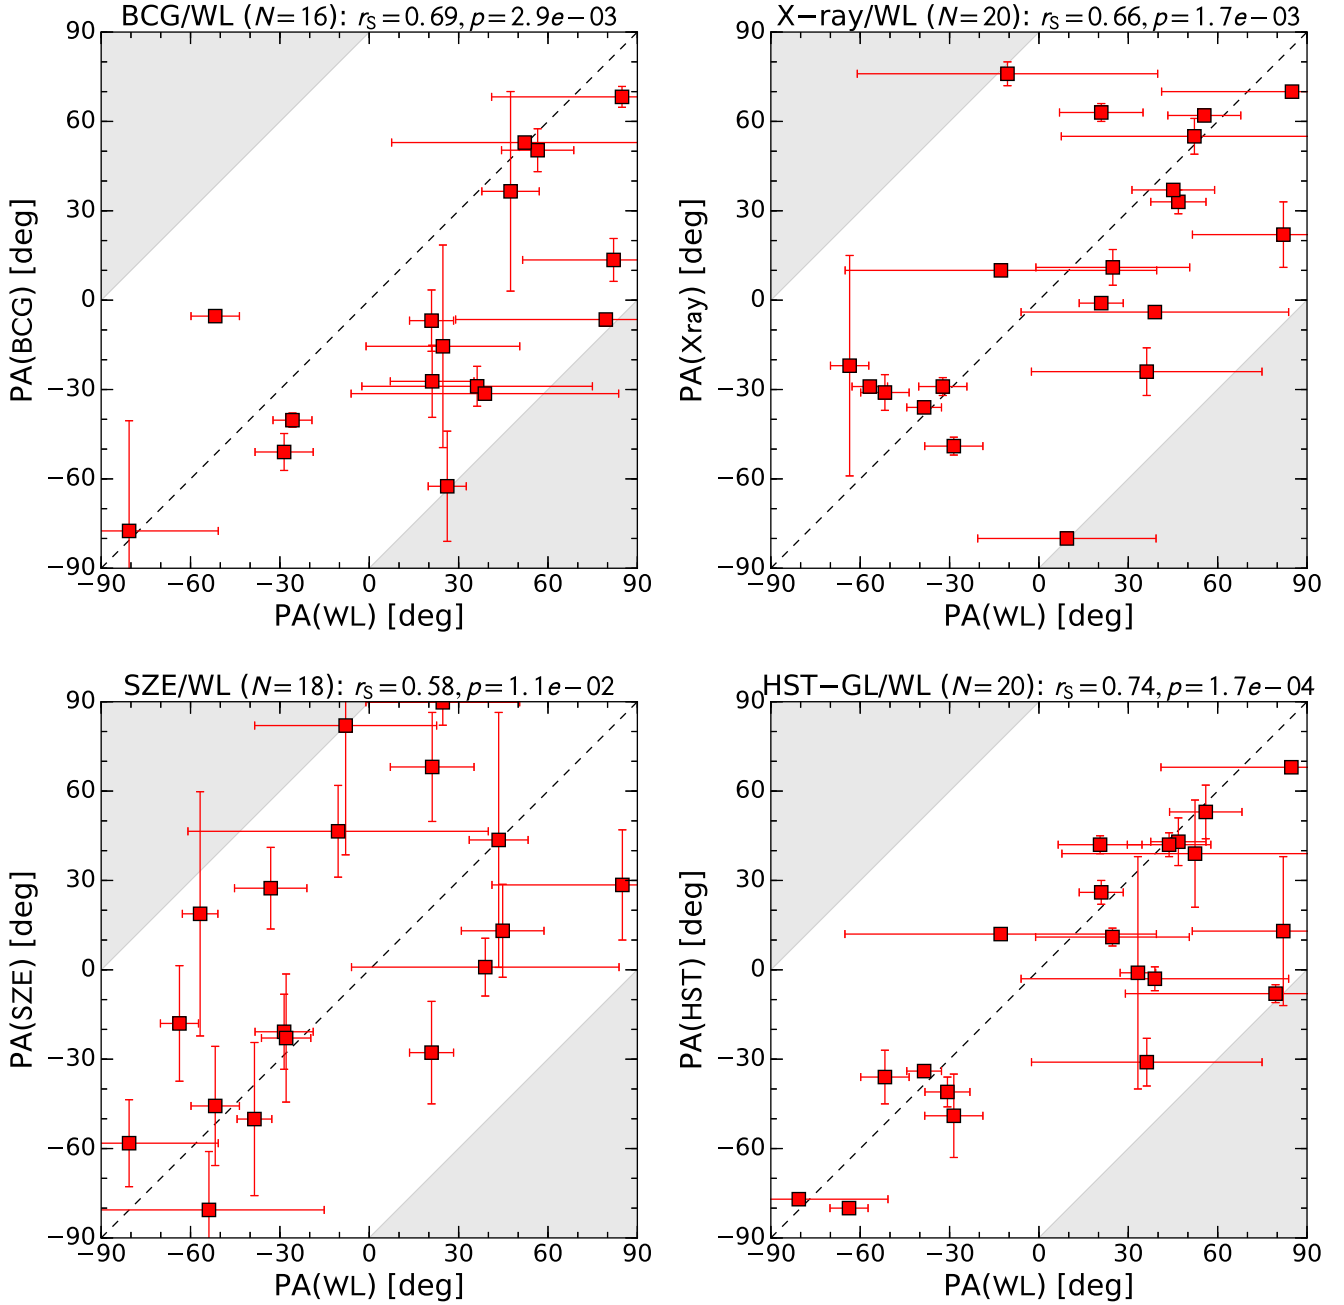 BCG/WL (N=16): rS=0.69, p=2.9e−03
90
60
30
0
−30
−60
−90
PA(BCG) [deg]
−90 −60 −30 0 30 60 90
PA(WL) [deg]
X−ray/WL (N=20): rS=0.66, p=1.7e−03
90
60
30
0
−30
−60
−90
PA(Xray) [deg]
−90 −60 −30 0 30 60 90
PA(WL) [deg]
SZE/WL (N=18): rS=0.58, p=1.1e−02
90
60
30
0
−30
−60
−90
PA(SZE) [deg]
−90 −60 −30 0 30 60 90
PA(WL) [deg]
HST−GL/WL (N=20): rS=0.74, p=1.7e−04
90
60
30
0
−30
−60
−90
PA(HST) [deg]
−90 −60 −30 0 30 60 90
PA(WL) [deg]